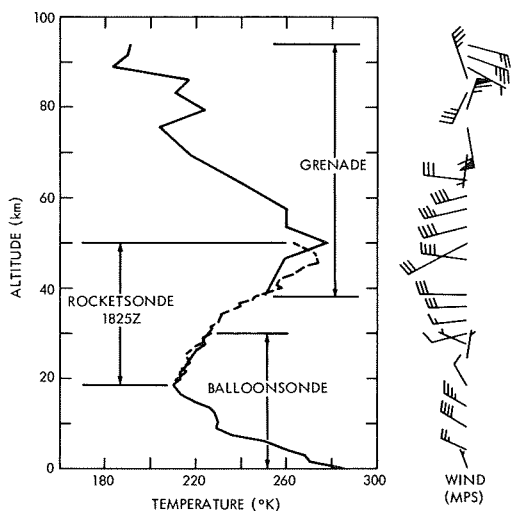 100
80
60
40
20
0
ALTITUDE (km)
GRENADE
ROCKETSONDE
1825Z
BALLOONSONDE
180
220
260
300
TEMPERATURE (°K)
WIND
(MPS)